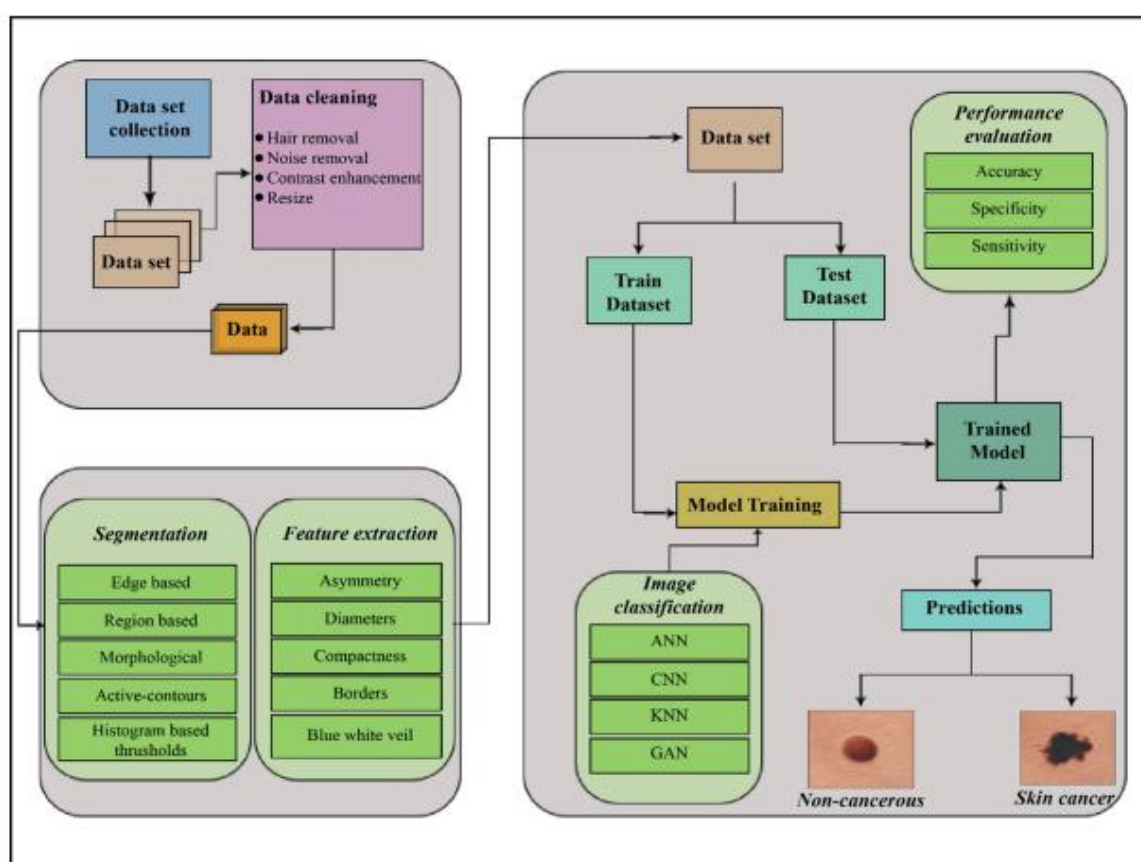 Data set
collection
Data set
Data cleaning
● Hair removal
● Noise removal
● Contrast enhancement
● Resize
Data
Segmentation
Edge based
Region based
Morphological
Active-contours
Histogram based
thrusholds
Feature extraction
Asymmetry
Diameters
Compactness
Borders
Blue white veil
Data set
Train
Dataset
Test
Dataset
Performance
evaluation
Accuracy
Specificity
Sensitivity
Trained
Model
Model Training
Image
classification
ANN
CNN
KNN
GAN
Predictions
Non-cancerous
Skin cancer